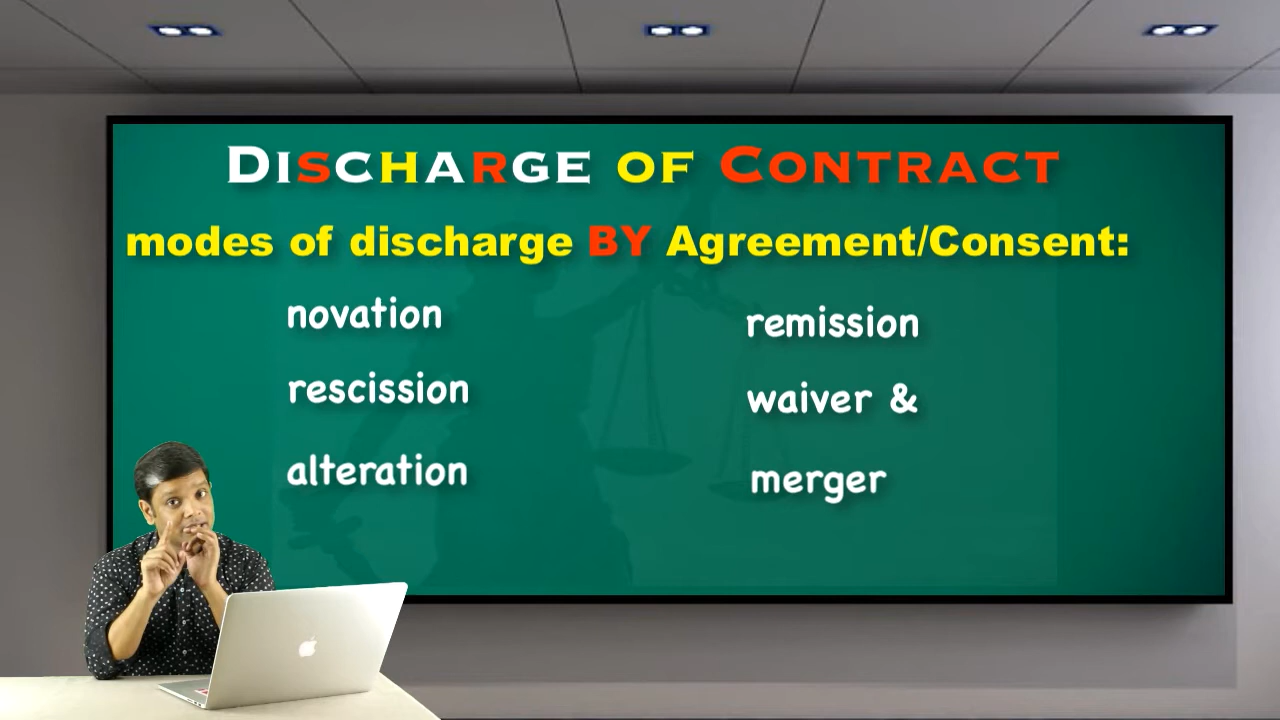 DISCHARGE OF CONTRACT
modes of discharge BY Agreement/Consent:
novation
rescission
alteration
remission
waiver &
merger